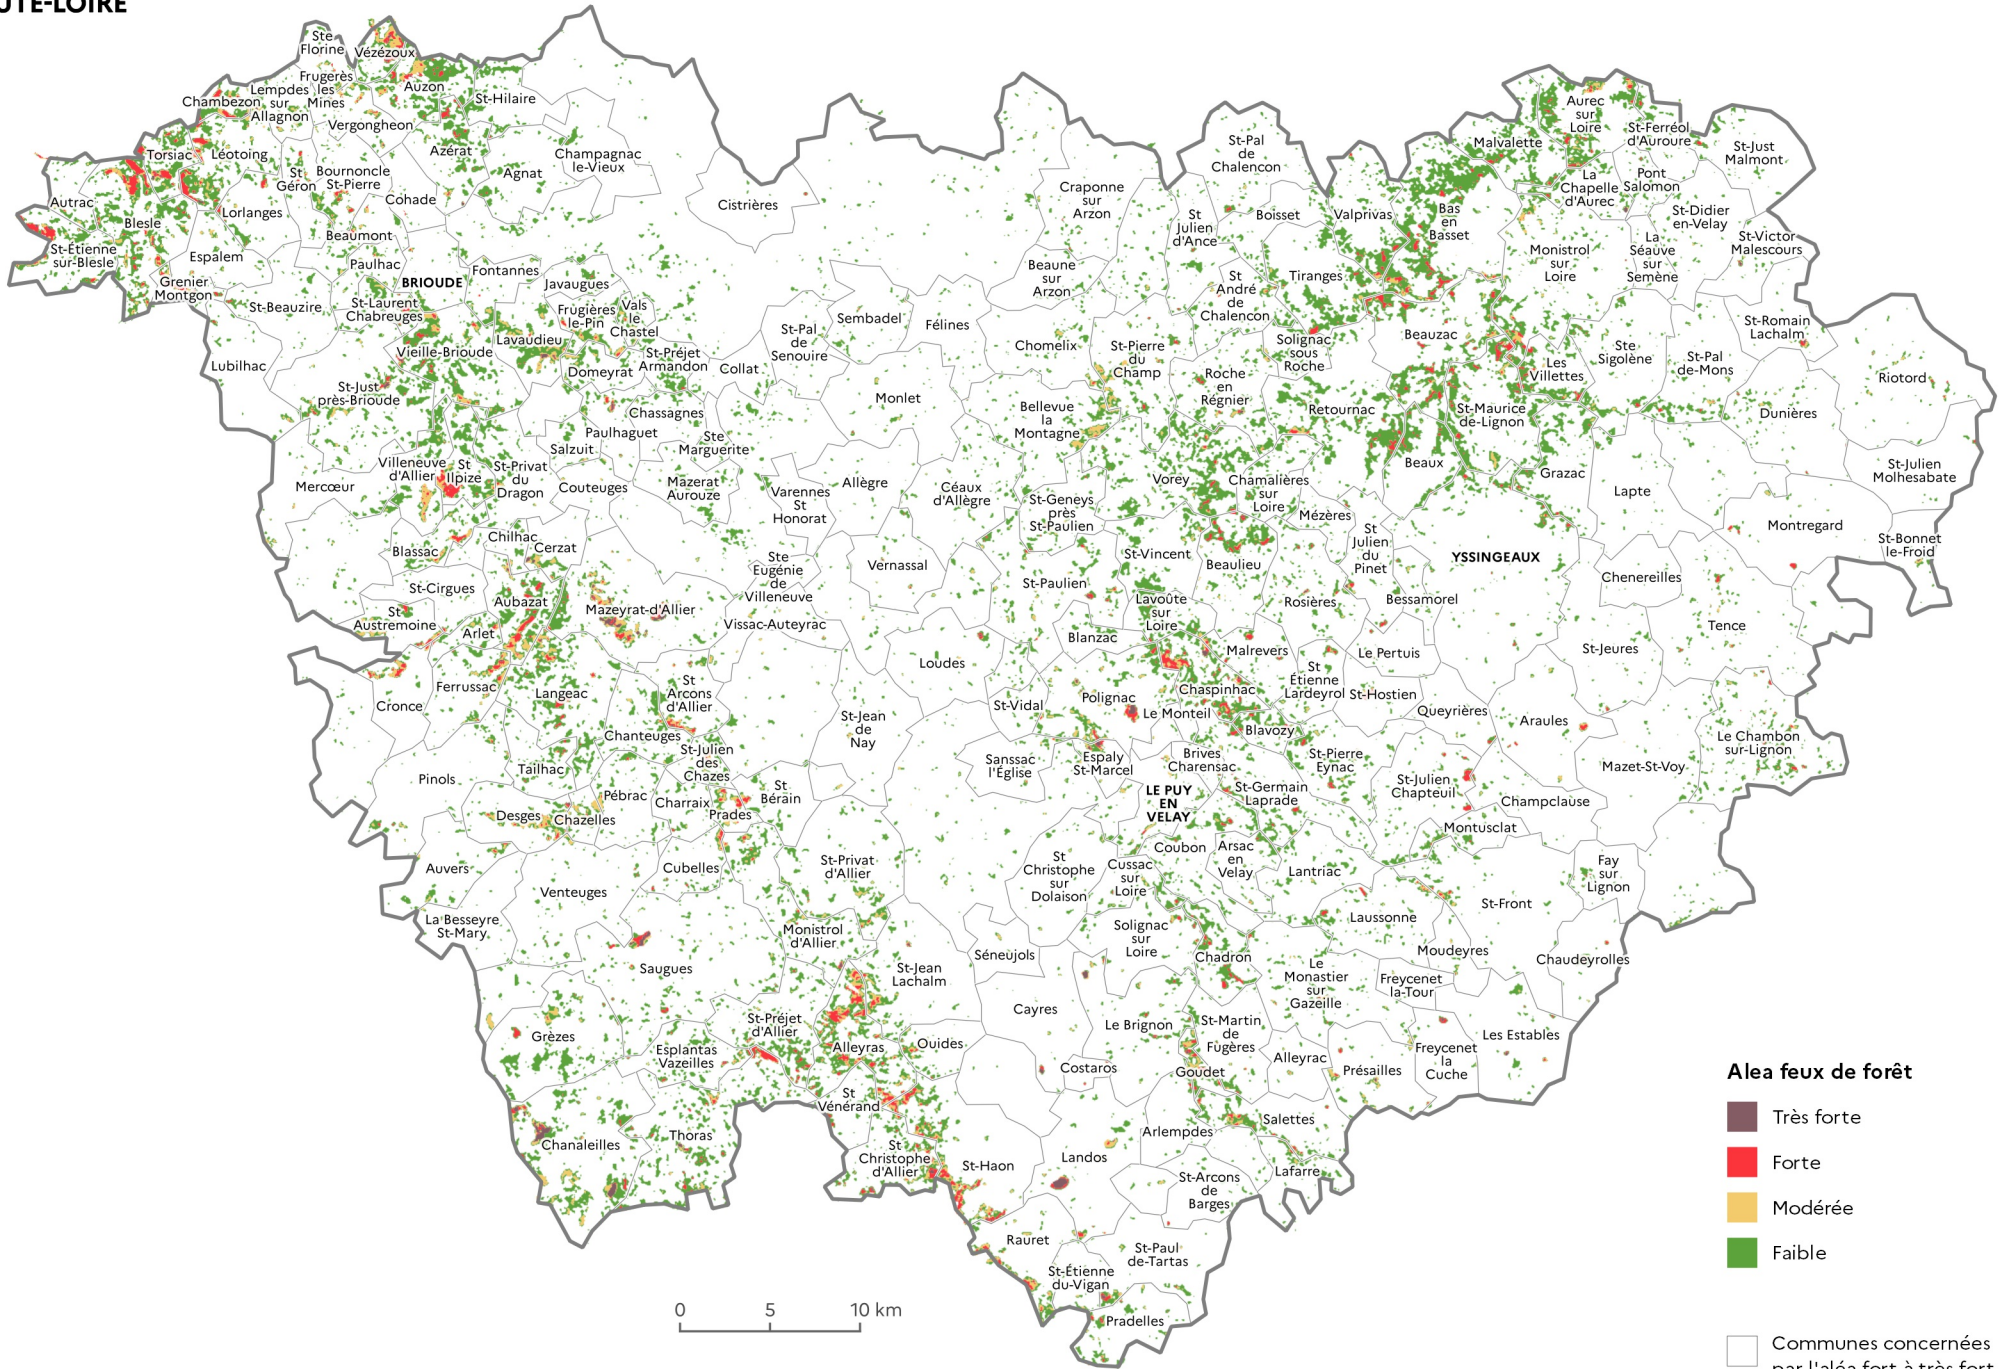 UTE-LOIRE
Ste
Florine
Vézézoux
Frugerès
les
Mines
Lempdes
sur
Allagnon
Auzon
St-Hilaire
Chambezon
Vergongheon
Torsiac
Léotoing
Azérat
Agnat
Champagnac
le-Vieux
St
Géron
Bournoncle
St-Pierre
Cohade
Autrac
Blesle
Lorlanges
Beaumont
St-Étienne
sur-Blesle
Espalem
Grenier
Montgon
Paulhac
BRIOUDE
Fontannes
Javaugues
St-Beauzire
St-Laurent
Chabreuges
Frugières
le-Pin
Vals
le
Chastel
Lavaudieu
Vieille-Brioude
Domeyrat
St-Préjet
Armandon
Collat
Lubilhac
St-Just
près-Brioude
Chassagnes
Paulhaguet
Salzuit
Ste
Marguerite
Villeneuve
d'Allier
St
Ilpize
St-Privat
du
Dragon
Mercœur
Couteuges
Mazerat
Aurouze
Varennes
St
Honorat
Blassac
Chilhac
Cerzat
St-Cirgues
Aubazat
Mazeyrat-d'Allier
Ste
Eugénie
de
Villeneuve
St
Austremoine
Arlet
Vissac-Auteyrac
Ferrussac
Cronce
Langeac
St
Arcons
d'Allier
Chanteuges
St-Julien
des
Chazes
Pinols
Tailhac
Pébrac
Charraix
Prades
St
Bérain
Desges
Chazelles
Auvers
Cubelles
Venteuges
La Besseyre
St-Mary
Saugues
Monistrol
d'Allier
St-Privat
d'Allier
St-Jean
Lachalm
Grèzes
Esplantas
Vazeilles
St-Préjet
d'Allier
Alleyras
Ouides
St
Vénérand
Chanaleilles
Thoras
St
Christophe
d'Allier
St-Haon
Rauret
St-Étienne
du-Vigan
Pradelles
St-Paul
de-Tartas
St-Arcons
de
Barges
Landos
Arlempdes
Salettes
Lafarre
Cistrières
St-Pal
de
Senouire
Sembadel
Félines
Monlet
Allègre
Céaux
d'Allègre
Vernassal
Loudes
St-Jean
de
Nay
Craponne
sur
Arzon
Beaune
sur
Arzon
Chomelix
St-Pierre
du
Champ
Bellevue
la
Montagne
St-Geneys
près
St-Paulien
St-Paulien
St-Vincent
Blanzac
Lavoûte
sur
Loire
St-Vidal
Polignac
Le Monteil
Chaspinhac
Malrevers
Sanssac
l'Église
Espaly
St-Marcel
Brives
Charensac
Blavozy
LE PUY
EN
VELAY
St-Germain
Laprade
St-Pierre
Eynac
Coubon
Arsac
en
Velay
Lantriac
St
Christophe
sur
Dolaison
Cussac
sur
Loire
Solignac
sur
Loire
Séneujols
Cayres
Chadron
Le Brignon
Costaros
St-Martin
de
Fugères
Goudet
Le
Monastier
sur
Gazeille
Alleyrac
Présailles
Freycenet
la-Tour
Freycenet
la
Cuche
Les Estables
Laussonne
Moudeyres
St-Front
Chaudeyrolles
Fay
sur
Lignon
Montusclat
Champclause
St-Julien
Chapteuil
Queyrières
Araules
Mazet-St-Voy
Le Chambon
sur-Lignon
St-Hostien
St
Étienne
Lardeyrol
Le Pertuis
Rosières
Bessamorel
St-Jeures
Tence
Chenereilles
YSSINGEAUX
Beaulieu
Mézères
St
Julien
du
Pinet
Vorey
Chamalières
sur
Loire
Roche
en
Régnier
Retournac
Solignac
sous
Roche
Beauzac
Beaux
St-Maurice
de-Lignon
Les
Villettes
Grazac
Lapte
Montregard
St-Bonnet
le-Froid
St-Julien
Molhesabate
Dunières
Riotord
St-Romain
Lachalm
St-Pal
de-Mons
Ste
Sigolène
St-Pal
de
Chalencon
St
Julien
d'Ance
Boisset
St
André
de
Chalencon
Tiranges
Valprivas
Bas
en
Basset
Malvalette
Aurec
sur
Loire
St-Ferréol
d'Auroure
St-Just
Malmont
La
Chapelle
d'Aurec
Pont
Salomon
St-Didier
en-Velay
La
Séauve
sur
Semène
St-Victor
Malescours
Monistrol
sur
Loire
0 5 10 km
Alea feux de forêt
Très forte
Forte
Modérée
Faible
Communes concernées
par l'aléa fort à très fort